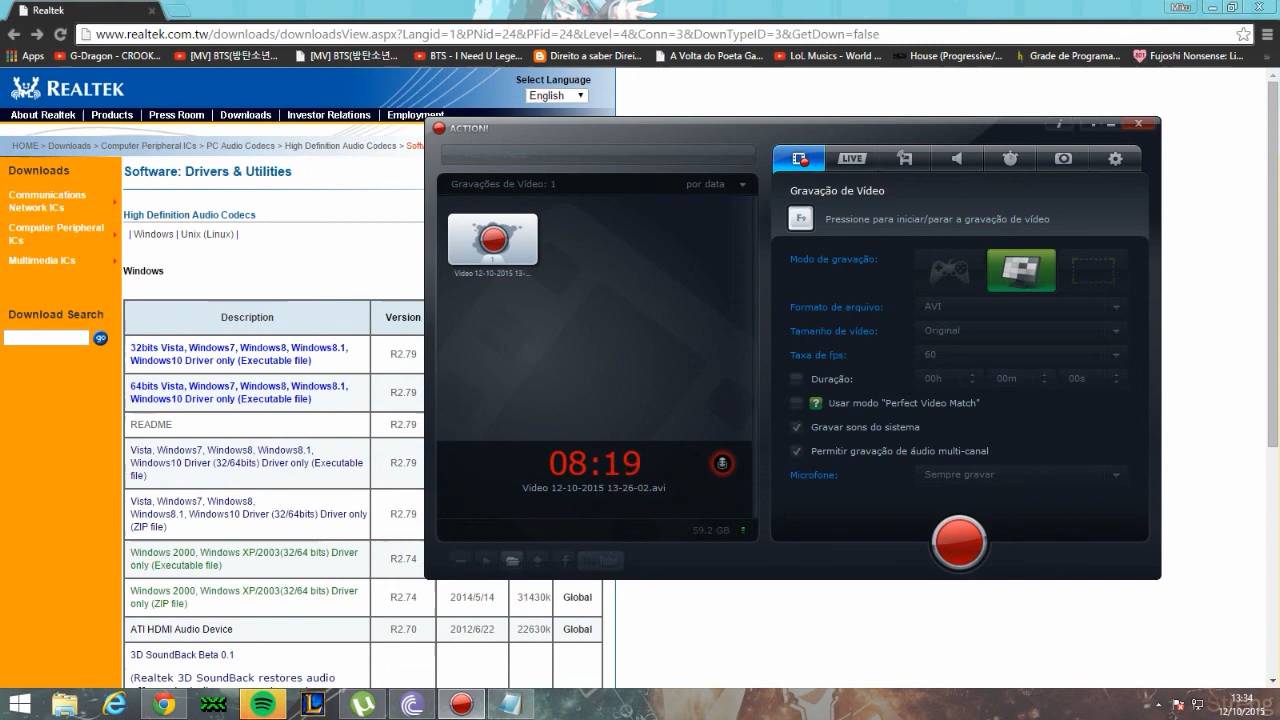 Realtek
Miku
www.realtek.com.tw/downloads/downloadsView.aspx?Langid=1&PNid=24&PFid=24&Level=4&Conn=3&DownTypeID=3&GetDown=false
Apps
G-Dragon - CROOK...
[MV] BTS(방탄소년...
[MV] BTS(방탄소년...
BTS - I Need U Lege...
Direito a saber Direi...
A Volta do Poeta Ga...
LoL Musics - World ...
House (Progressive/...
Grade de Programa...
Fujoshi Nonsense: Li...
REALTEK
Select Language
English
About Realtek | Products | Press Room | Downloads | Investor Relations | Employment
HOME > Downloads > Computer Peripheral ICs > PC Audio Codecs > High Definition Audio Codecs > Softw
Downloads
Communications
Network ICs
Computer Peripheral
ICs
Multimedia ICs
Download Search
go
Software: Drivers & Utilities
High Definition Audio Codecs
| Windows | Unix (Linux) |
Windows
Description
Version
32bits Vista, Windows7, Windows8, Windows8.1,
Windows10 Driver only (Executable file)
R2.79
64bits Vista, Windows7, Windows8, Windows8.1,
Windows10 Driver only (Executable file)
R2.79
README
R2.79
Vista, Windows7, Windows8, Windows8.1,
Windows10 Driver (32/64bits) Driver only (Executable
file)
R2.79
Vista, Windows7, Windows8,
Windows8.1, Windows10 Driver (32/64bits) Driver only
(ZIP file)
R2.79
Windows 2000, Windows XP/2003(32/64 bits) Driver
only (Executable file)
R2.74
Windows 2000, Windows XP/2003(32/64 bits) Driver
only (ZIP file)
R2.74
2014/5/14
31430k
Global
ATI HDMI Audio Device
R2.70
2012/6/22
22630k
Global
3D SoundBack Beta 0.1
(Realtek 3D SoundBack restores audio
ACTION!
Gravações de Vídeo: 1
por data
1
Video 12-10-2015 13-...
08:19
Video 12-10-2015 13-26-02.avi
59.2 GB
YouTube
LIVE
Gravação de Vídeo
F9
Pressione para iniciar/parar a gravação de vídeo
Modo de gravação:
Formato de arquivo:
AVI
Tamanho de vídeo:
Original
Taxa de fps:
60
Duração:
00h
00m
00s
? Usar modo "Perfect Video Match"
Gravar sons do sistema
Permitir gravação de áudio multi-canal
Microfone:
Sempre gravar
13:34
12/10/2015